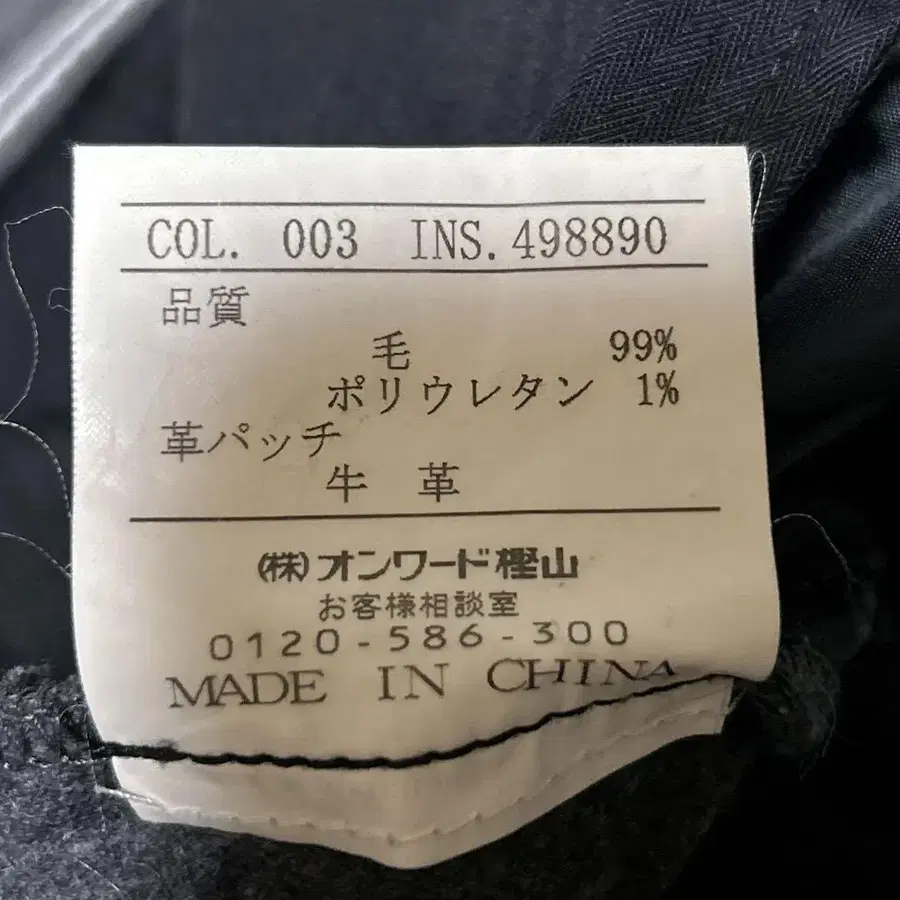 COL. 003 INS. 498890
品質
毛 99%
ポリウレタン 1%
革パッチ
牛 革
(株)オンワード樫山
お客様相談室
0120-586-300
MADE IN CHINA